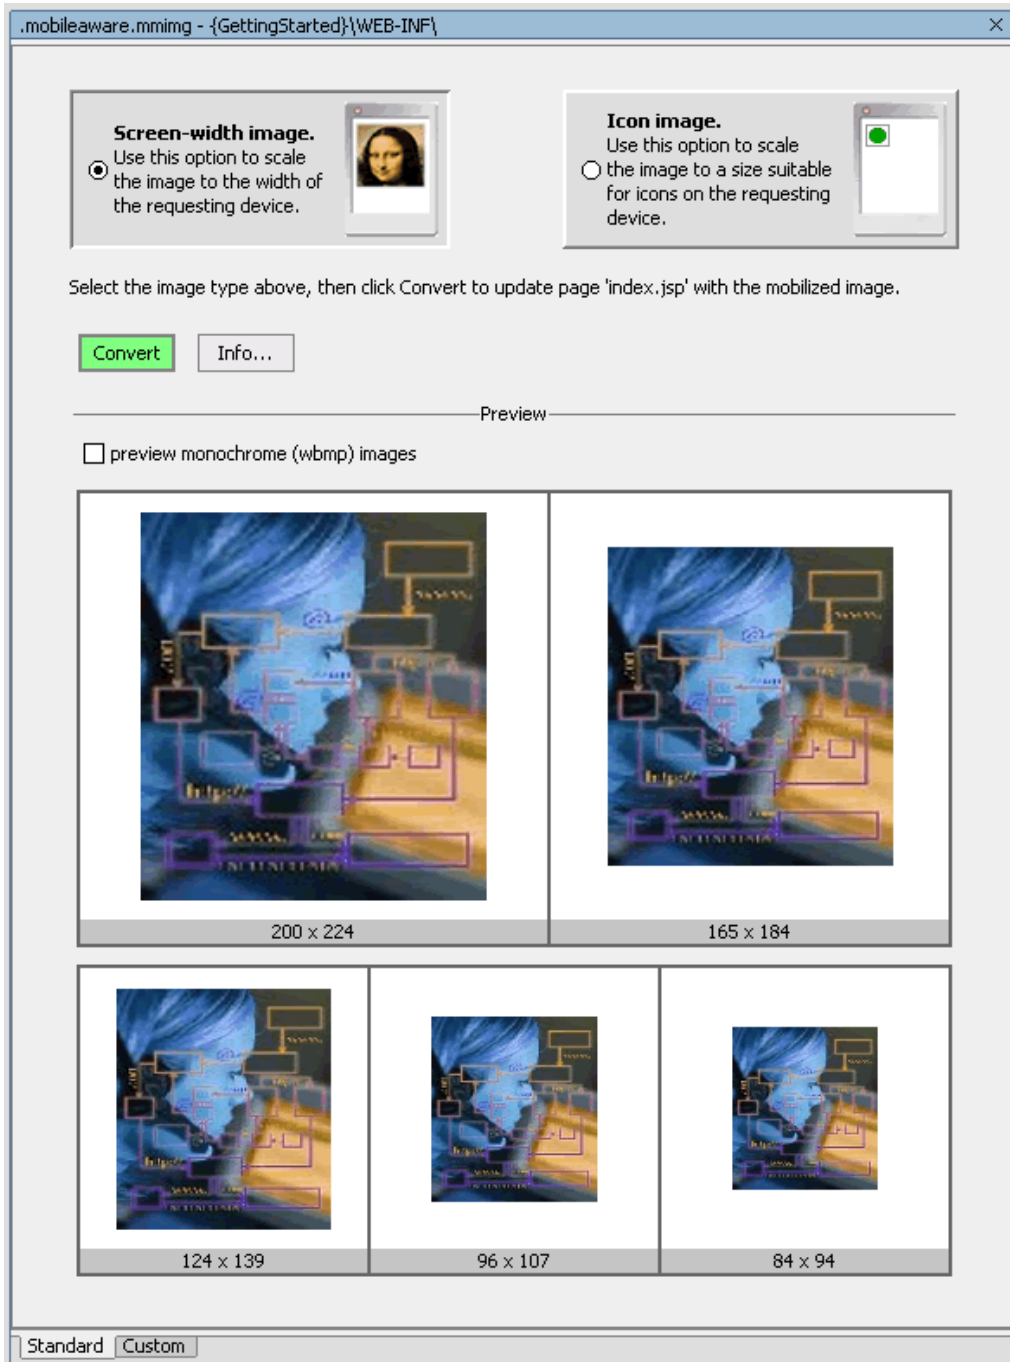 .mobileaware.mmimg - {GettingStarted}\WEB-INF\
Screen-width image.
Use this option to scale
the image to the width of
the requesting device.
Icon image.
Use this option to scale
the image to a size suitable
for icons on the requesting
device.
Select the image type above, then click Convert to update page 'index.jsp' with the mobilized image.
Convert
Info...
Preview
preview monochrome (wbmp) images
http://
200 x 224
165 x 184
124 x 139
96 x 107
84 x 94
Standard
Custom